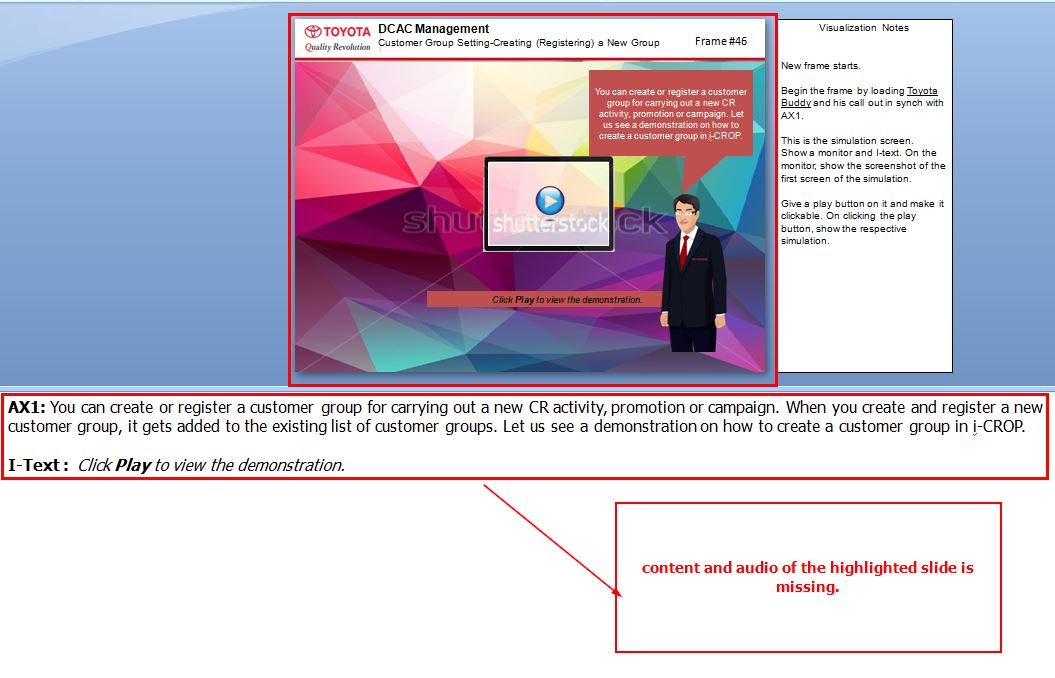 TOYOTA
Quality Revolution
DCAC Management
Customer Group Setting-Creating (Registering) a New Group
Frame #46
You can create or register a customer
group for carrying out a new CR
activity, promotion or campaign. Let
us see a demonstration on how to
create a customer group in i-CROP.
shutterstock
shutterstock
Click Play to view the demonstration.
Visualization Notes
New frame starts.
Begin the frame by loading Toyota
Buddy and his call out in synch with
AX1.
This is the simulation screen.
Show a monitor and I-text. On the
monitor, show the screenshot of the
first screen of the simulation.
Give a play button on it and make it
clickable. On clicking the play
button, show the respective
simulation.
AX1: You can create or register a customer group for carrying out a new CR activity, promotion or campaign. When you create and register a new
customer group, it gets added to the existing list of customer groups. Let us see a demonstration on how to create a customer group in i-CROP.
I-Text : Click Play to view the demonstration.
content and audio of the highlighted slide is
missing.